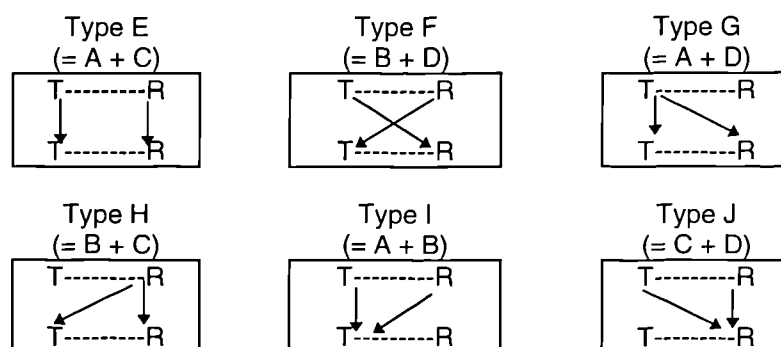 Type E Type F Type G
(= A + C) (= B + D) (= A + D)
T--------R T--------R T--------R
T--------R T--------R T--------R
Type H Type I Type J
(= B + C) (= A + B) (= C + D)
T--------R T--------R T--------R
T--------R T--------R T--------R